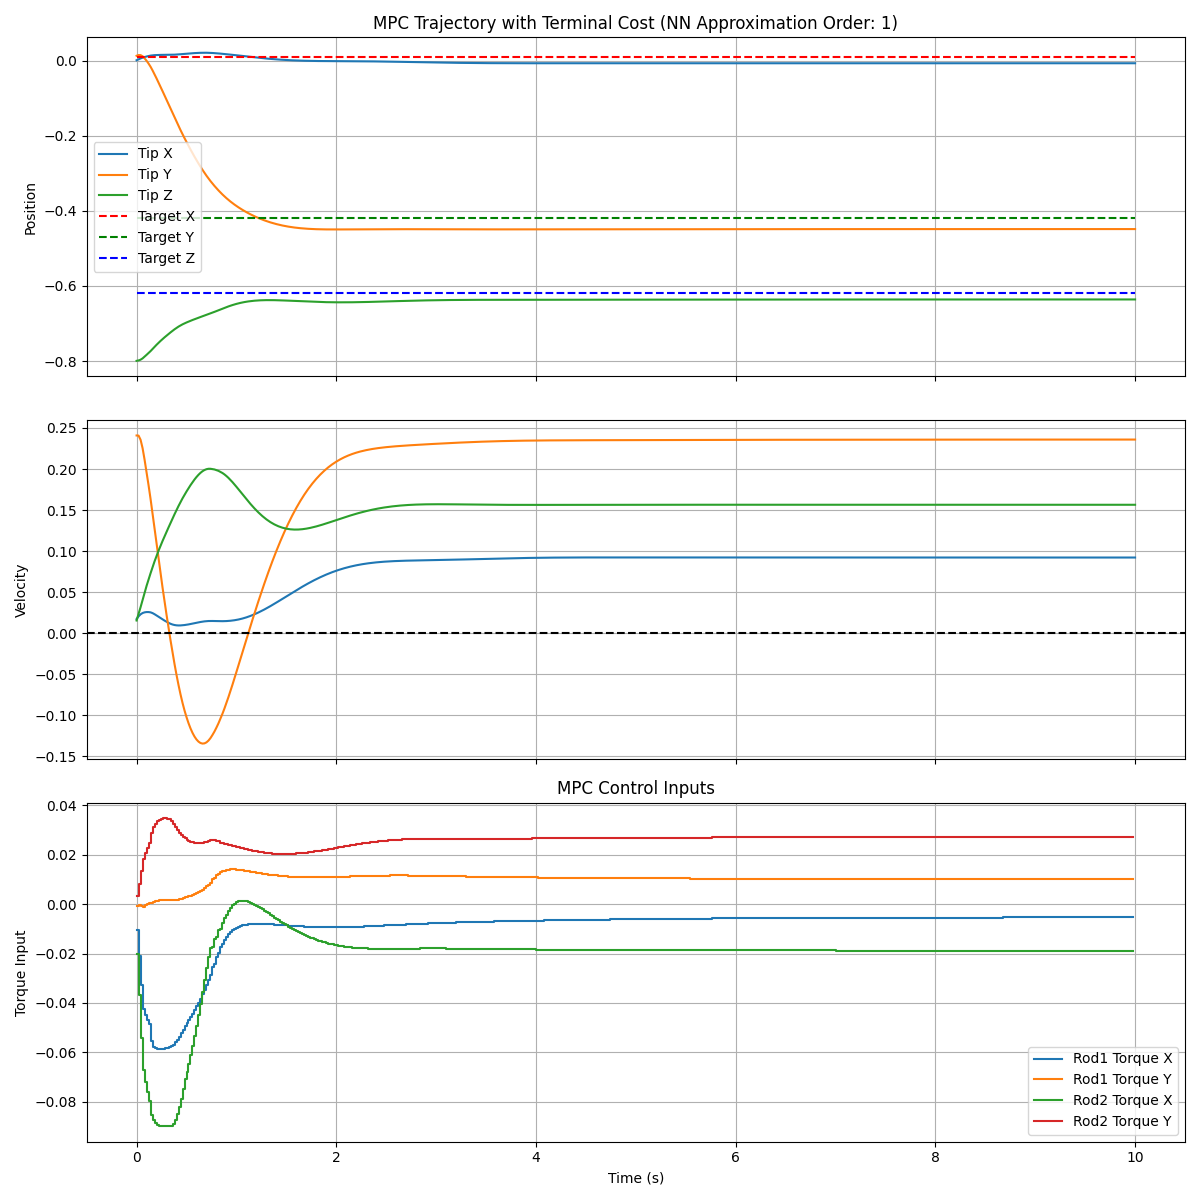 MPC Trajectory with Terminal Cost (NN Approximation Order: 1)
Position
0.0
−0.2
−0.4
−0.6
−0.8
Tip X
Tip Y
Tip Z
Target X
Target Y
Target Z
Velocity
0.25
0.20
0.15
0.10
0.05
0.00
−0.05
−0.10
−0.15
MPC Control Inputs
Torque Input
0.04
0.02
0.00
−0.02
−0.04
−0.06
−0.08
Rod1 Torque X
Rod1 Torque Y
Rod2 Torque X
Rod2 Torque Y
0 2 4 6 8 10
Time (s)